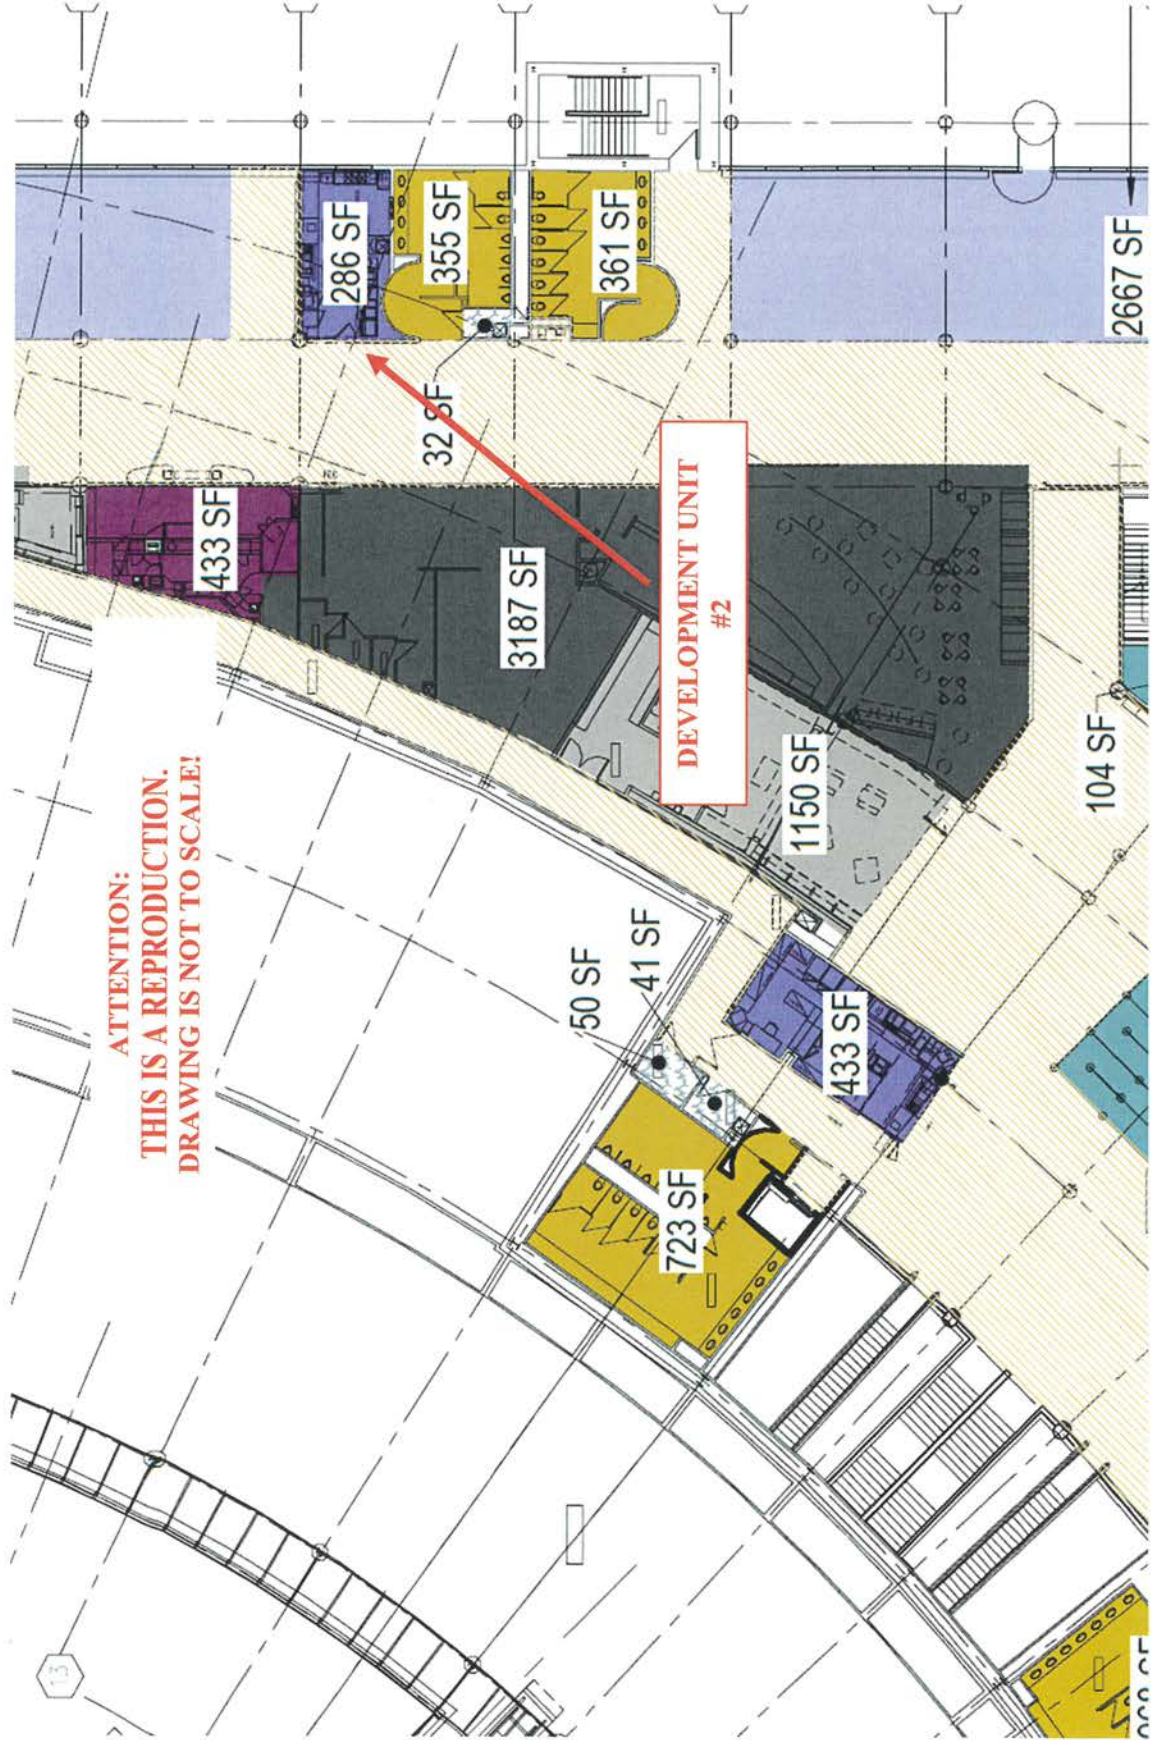 ATTENTION:
THIS IS A REPRODUCTION.
DRAWING IS NOT TO SCALE!
13
723 SF
50 SF
41 SF
433 SF
1150 SF
104 SF
DEVELOPMENT UNIT
#2
3187 SF
433 SF
32 SF
286 SF
355 SF
361 SF
2667 SF